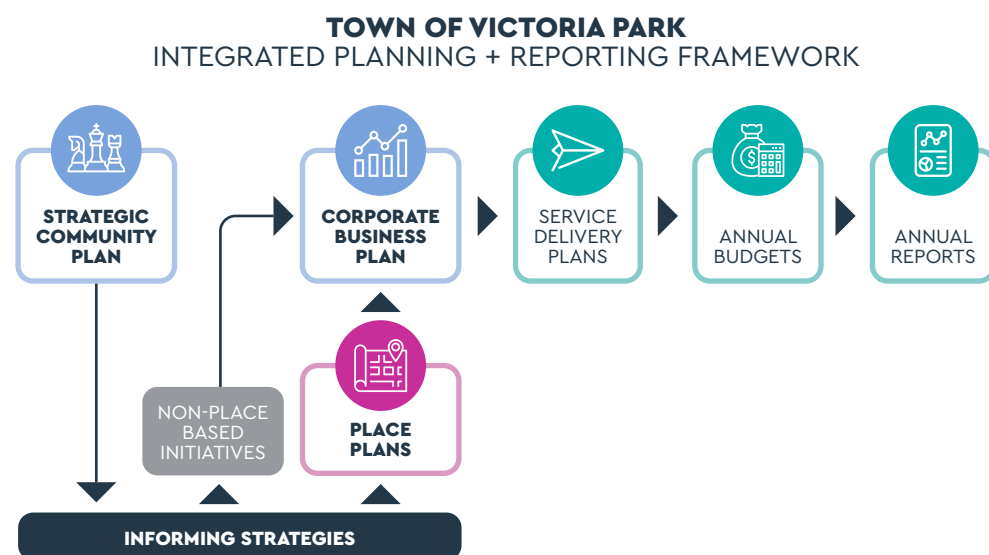 TOWN OF VICTORIA PARK
INTEGRATED PLANNING + REPORTING FRAMEWORK
STRATEGIC
COMMUNITY
PLAN
CORPORATE
BUSINESS
PLAN
SERVICE
DELIVERY
PLANS
ANNUAL
BUDGETS
ANNUAL
REPORTS
NON-PLACE
BASED
INITIATIVES
PLACE
PLANS
INFORMING STRATEGIES